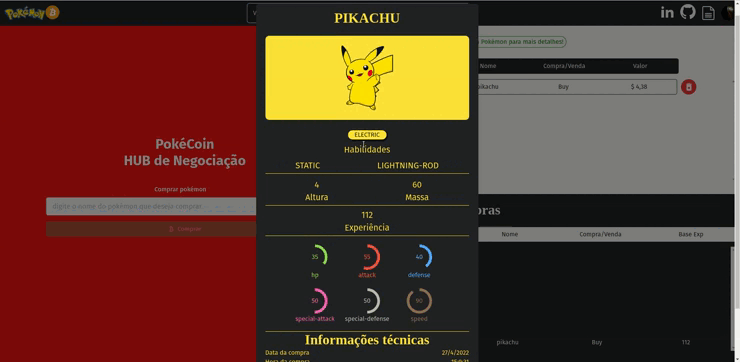 Pokémon
PIKACHU
Pokémon para mais detalhes!
Nome Compra/Venda Valor
pikachu Buy $ 4,38
ELECTRIC
Habilidades
STATIC LIGHTNING-ROD
4 60
Altura Massa
112
Experiência
35 55 40
hp attack defense
50 50 90
special-attack special-defense speed
Informações técnicas
Data da compra 27/4/2022
Hora da compra
PokéCoin
HUB de Negociação
Comprar pokémon
digite o nome do pokémon que deseja comprar
Comprar
ras
Nome Compra/Venda Base Exp
pikachu Buy 112